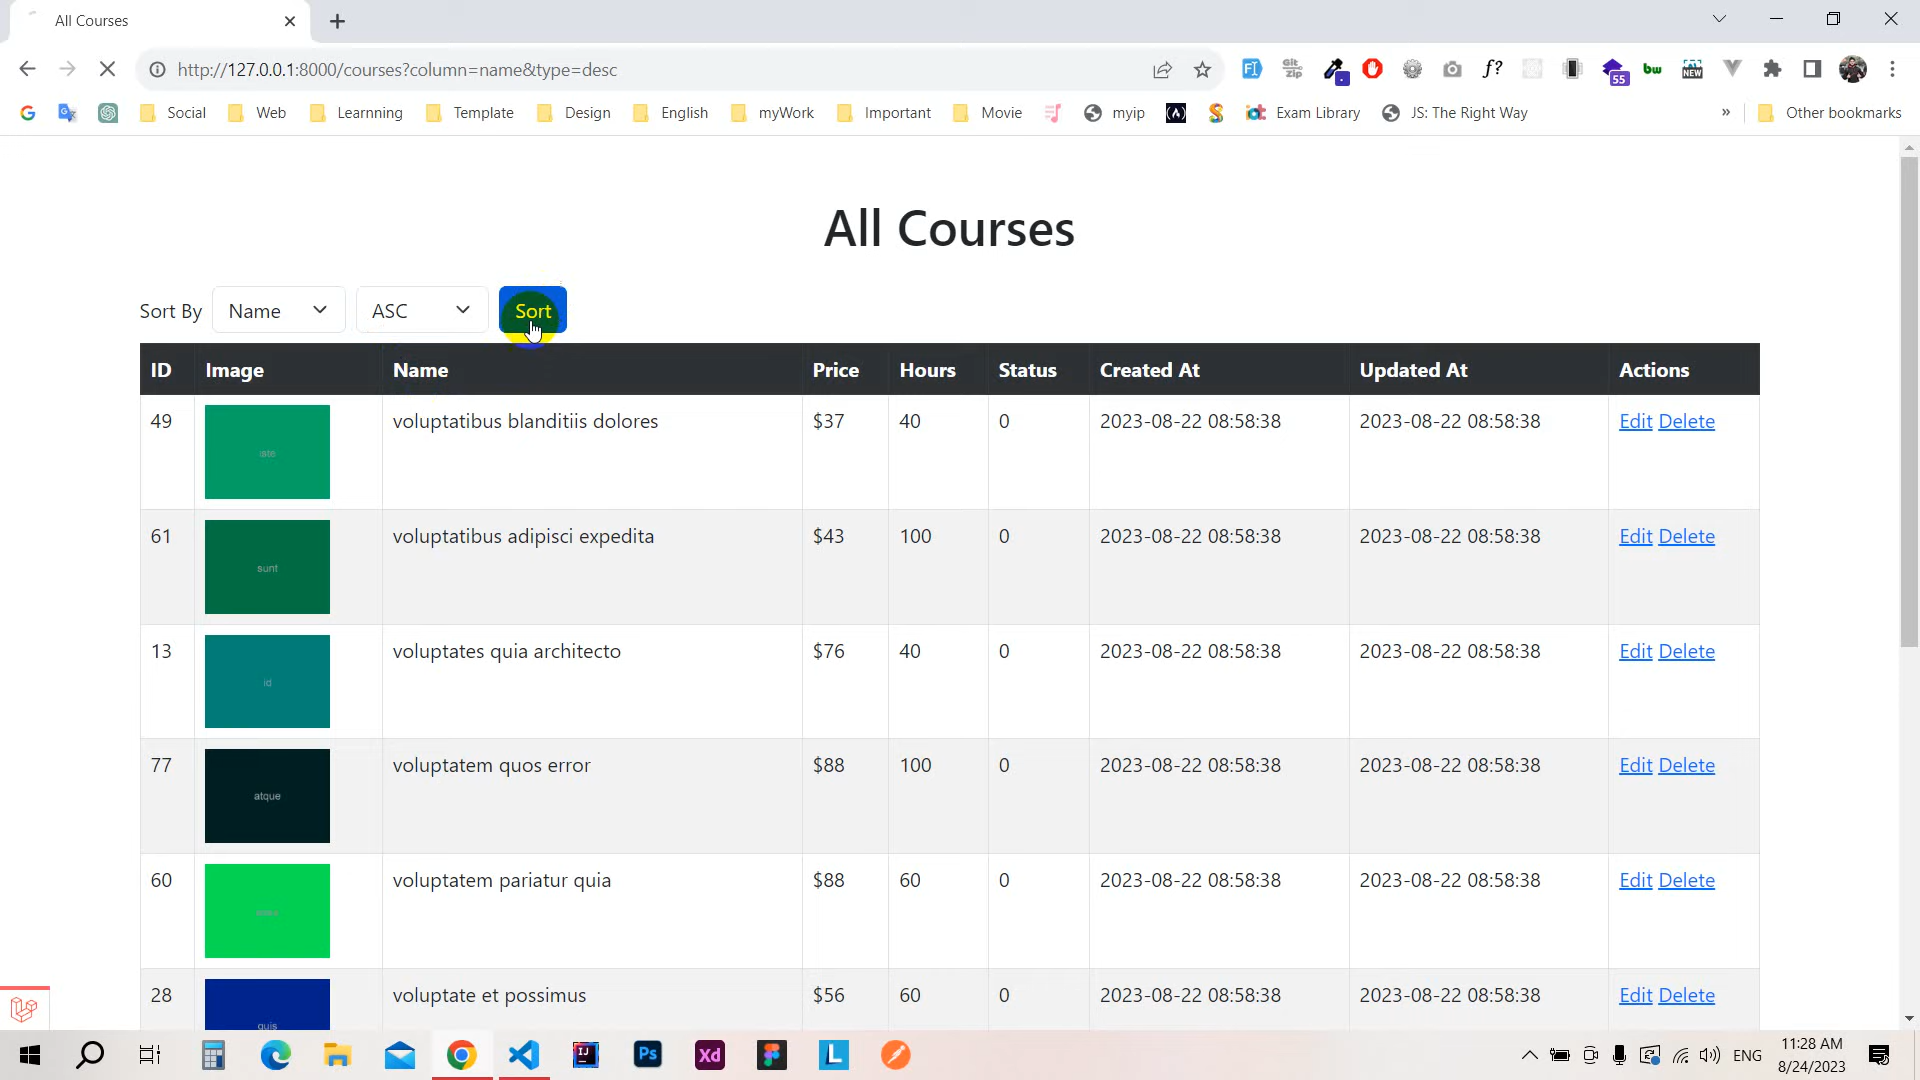 All Courses
http://127.0.0.1:8000/courses?column=name&type=desc
55
NEW
Social
Web
Learnning
Template
Design
English
myWork
Important
Movie
myip
Exam Library
JS: The Right Way
»
Other bookmarks
All Courses
Sort By Name ASC Sort
ID Image Name Price Hours Status Created At Updated At Actions
49 voluptatibus blanditiis dolores $37 40 0 2023-08-22 08:58:38 2023-08-22 08:58:38 Edit Delete
61 sunt voluptatibus adipisci expedita $43 100 0 2023-08-22 08:58:38 2023-08-22 08:58:38 Edit Delete
13 id voluptates quia architecto $76 40 0 2023-08-22 08:58:38 2023-08-22 08:58:38 Edit Delete
77 atque voluptatem quos error $88 100 0 2023-08-22 08:58:38 2023-08-22 08:58:38 Edit Delete
60 voluptatem pariatur quia $88 60 0 2023-08-22 08:58:38 2023-08-22 08:58:38 Edit Delete
28 quis voluptate et possimus $56 60 0 2023-08-22 08:58:38 2023-08-22 08:58:38 Edit Delete
ENG
11:28 AM
8/24/2023